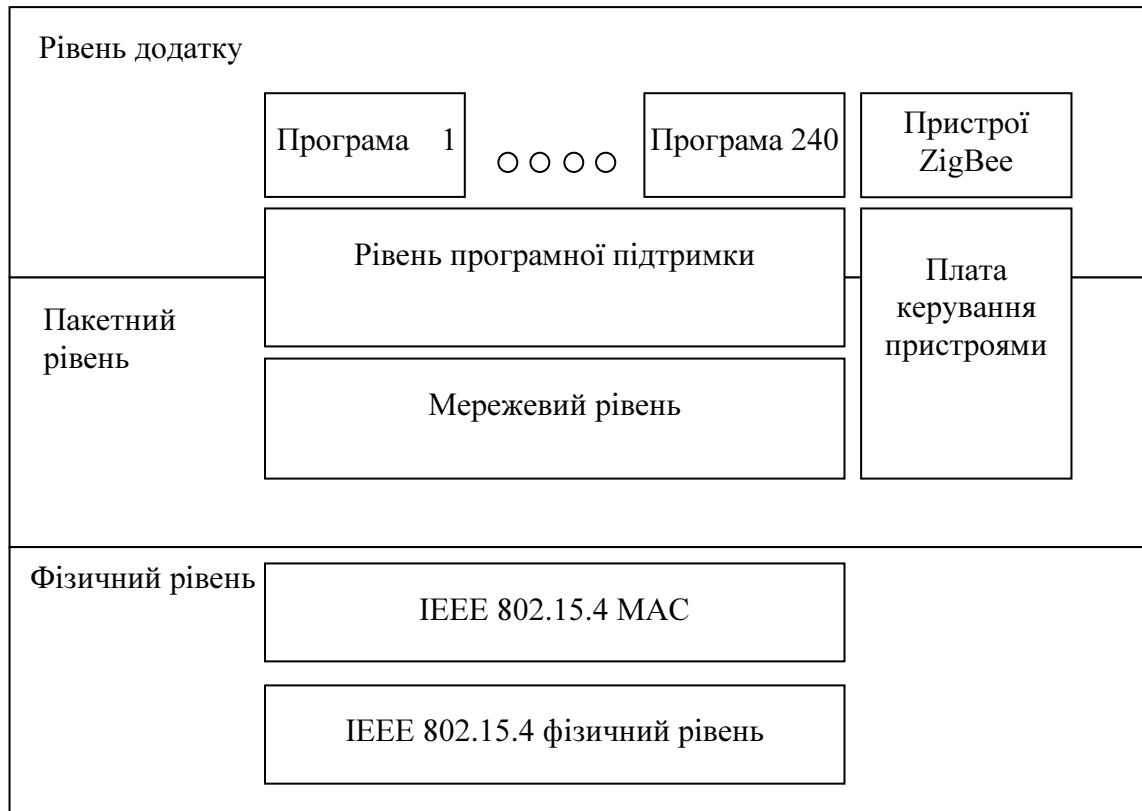 Рівень додатку
Програма 1
Програма 240
Пристрої
ZigBee
Рівень програмної підтримки
Плата
керування
пристроями
Пакетний
рівень
Мережевий рівень
Фізичний рівень
IEEE 802.15.4 MAC
IEEE 802.15.4 фізичний рівень